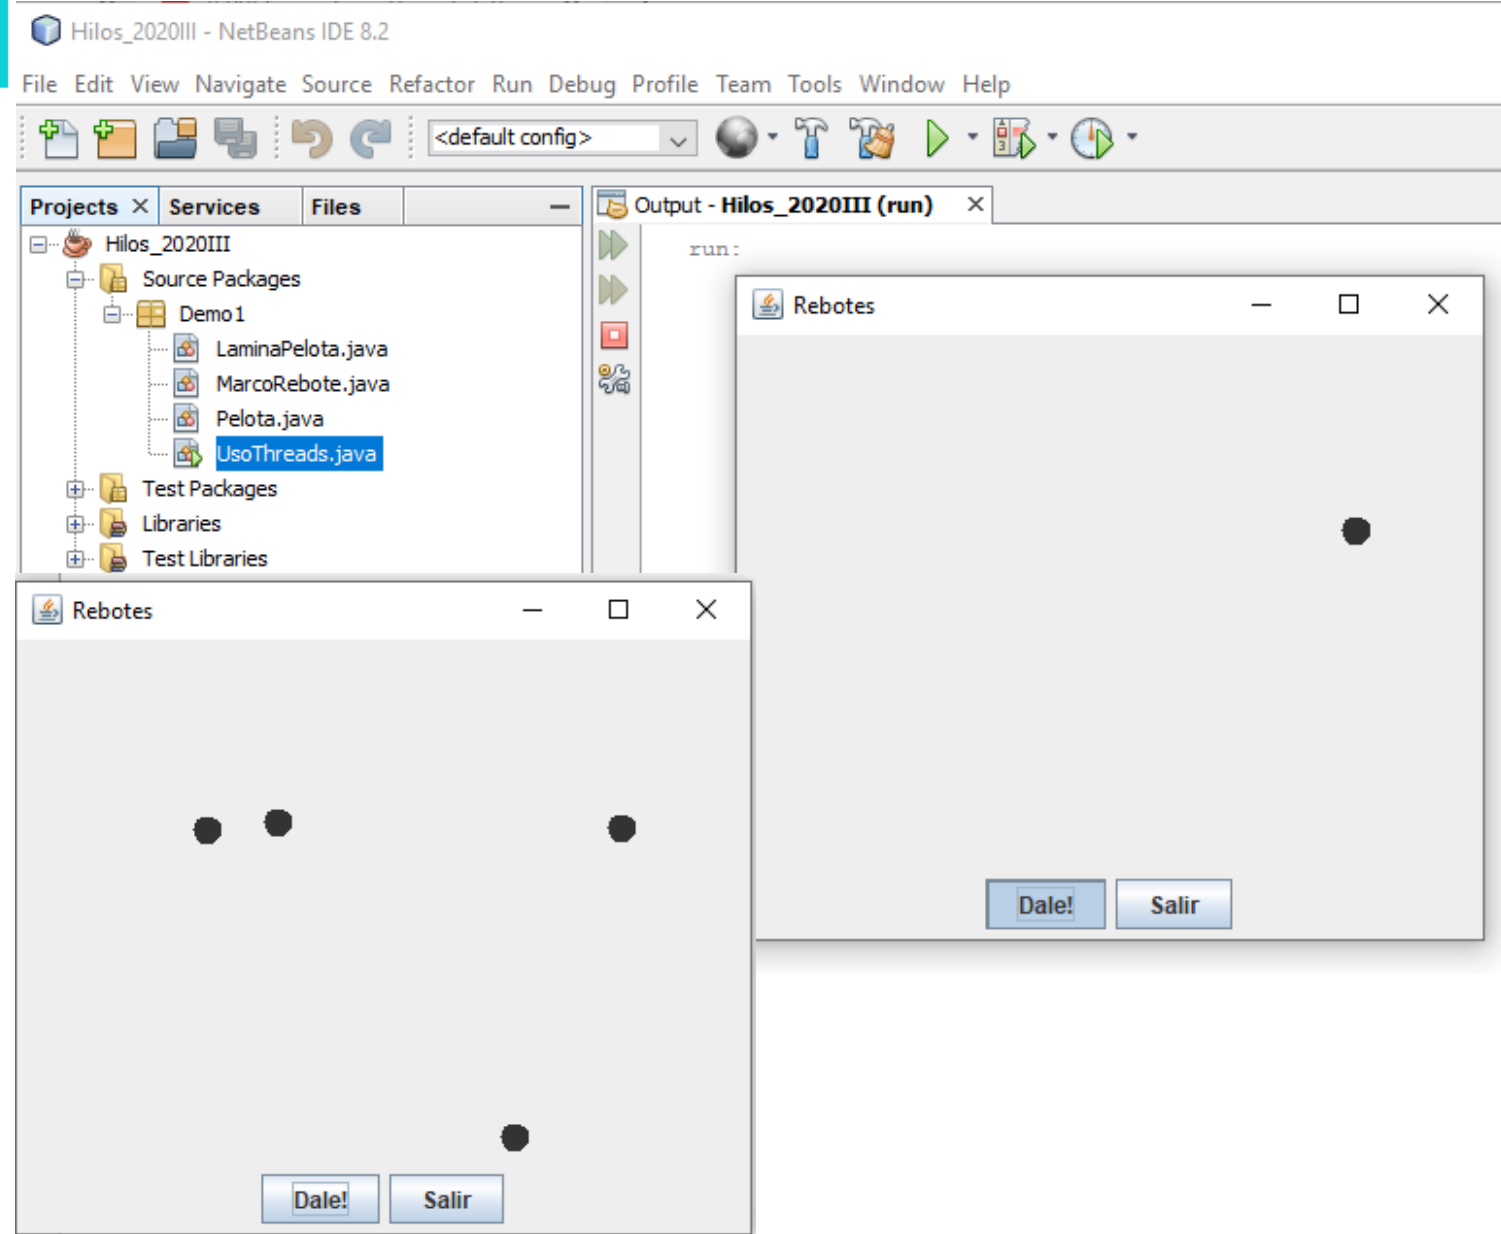 Hilos_2020III - NetBeans IDE 8.2
File Edit View Navigate Source Refactor Run Debug Profile Team Tools Window Help
<default config>
Projects Services Files
Output - Hilos_2020III (run)
Hilos_2020III
Source Packages
Demo1
LaminaPelota.java
MarcoRebote.java
Pelota.java
UsoThreads.java
Test Packages
Libraries
Test Libraries
run:
Rebotes
Dale! Salir
Rebotes
Dale! Salir